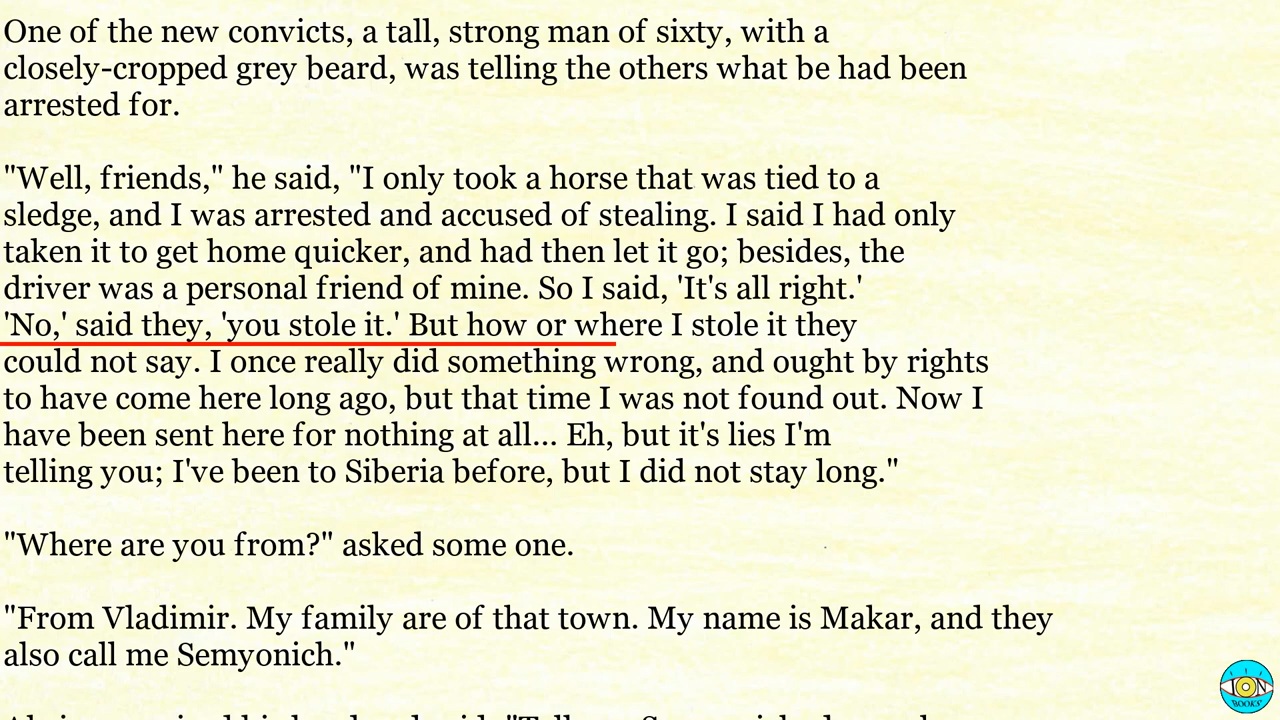 One of the new convicts, a tall, strong man of sixty, with a
closely-cropped grey beard, was telling the others what be had been
arrested for.
"Well, friends," he said, "I only took a horse that was tied to a
sledge, and I was arrested and accused of stealing. I said I had only
taken it to get home quicker, and had then let it go; besides, the
driver was a personal friend of mine. So I said, 'It's all right.'
'No,' said they, 'you stole it.' But how or where I stole it they
could not say. I once really did something wrong, and ought by rights
to have come here long ago, but that time I was not found out. Now I
have been sent here for nothing at all... Eh, but it's lies I'm
telling you; I've been to Siberia before, but I did not stay long."
"Where are you from?" asked some one.
"From Vladimir. My family are of that town. My name is Makar, and they
also call me Semyonich."
ION
BOOKS